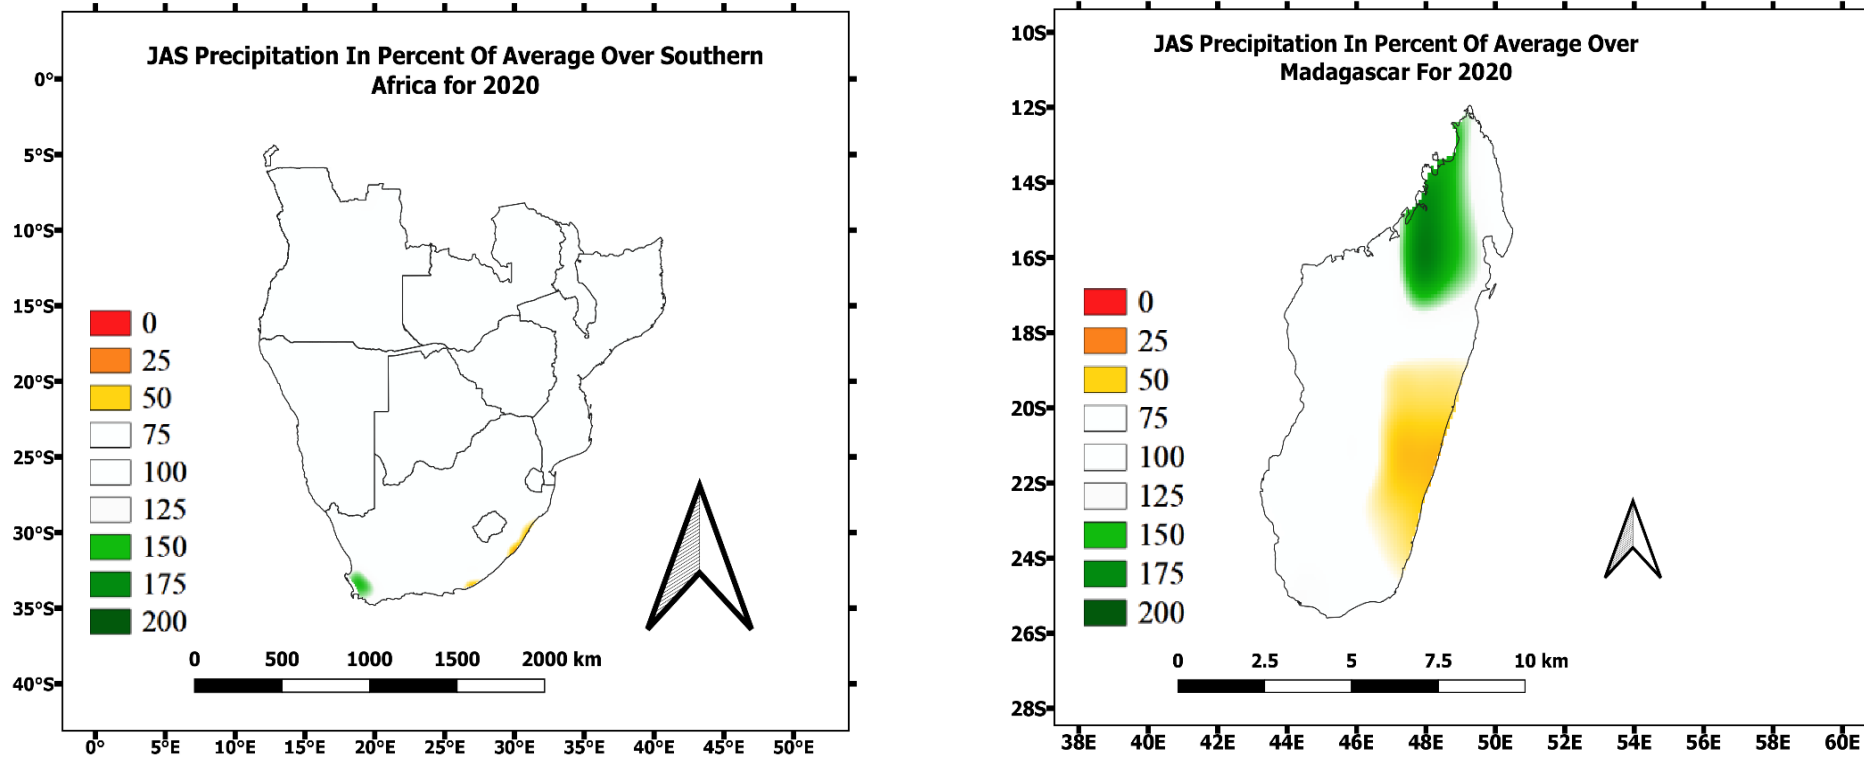 JAS Precipitation In Percent Of Average Over Southern
Africa for 2020
0°
5°S
10°S
15°S
20°S
25°S
30°S
35°S
40°S
0
25
50
75
100
125
150
175
200
0 500 1000 1500 2000 km
0° 5°E 10°E 15°E 20°E 25°E 30°E 35°E 40°E 45°E 50°E
JAS Precipitation In Percent Of Average Over
Madagascar For 2020
10S
12S
14S
16S
18S
20S
22S
24S
26S
28S
0
25
50
75
100
125
150
175
200
0 2.5 5 7.5 10 km
38E 40E 42E 44E 46E 48E 50E 52E 54E 56E 58E 60E